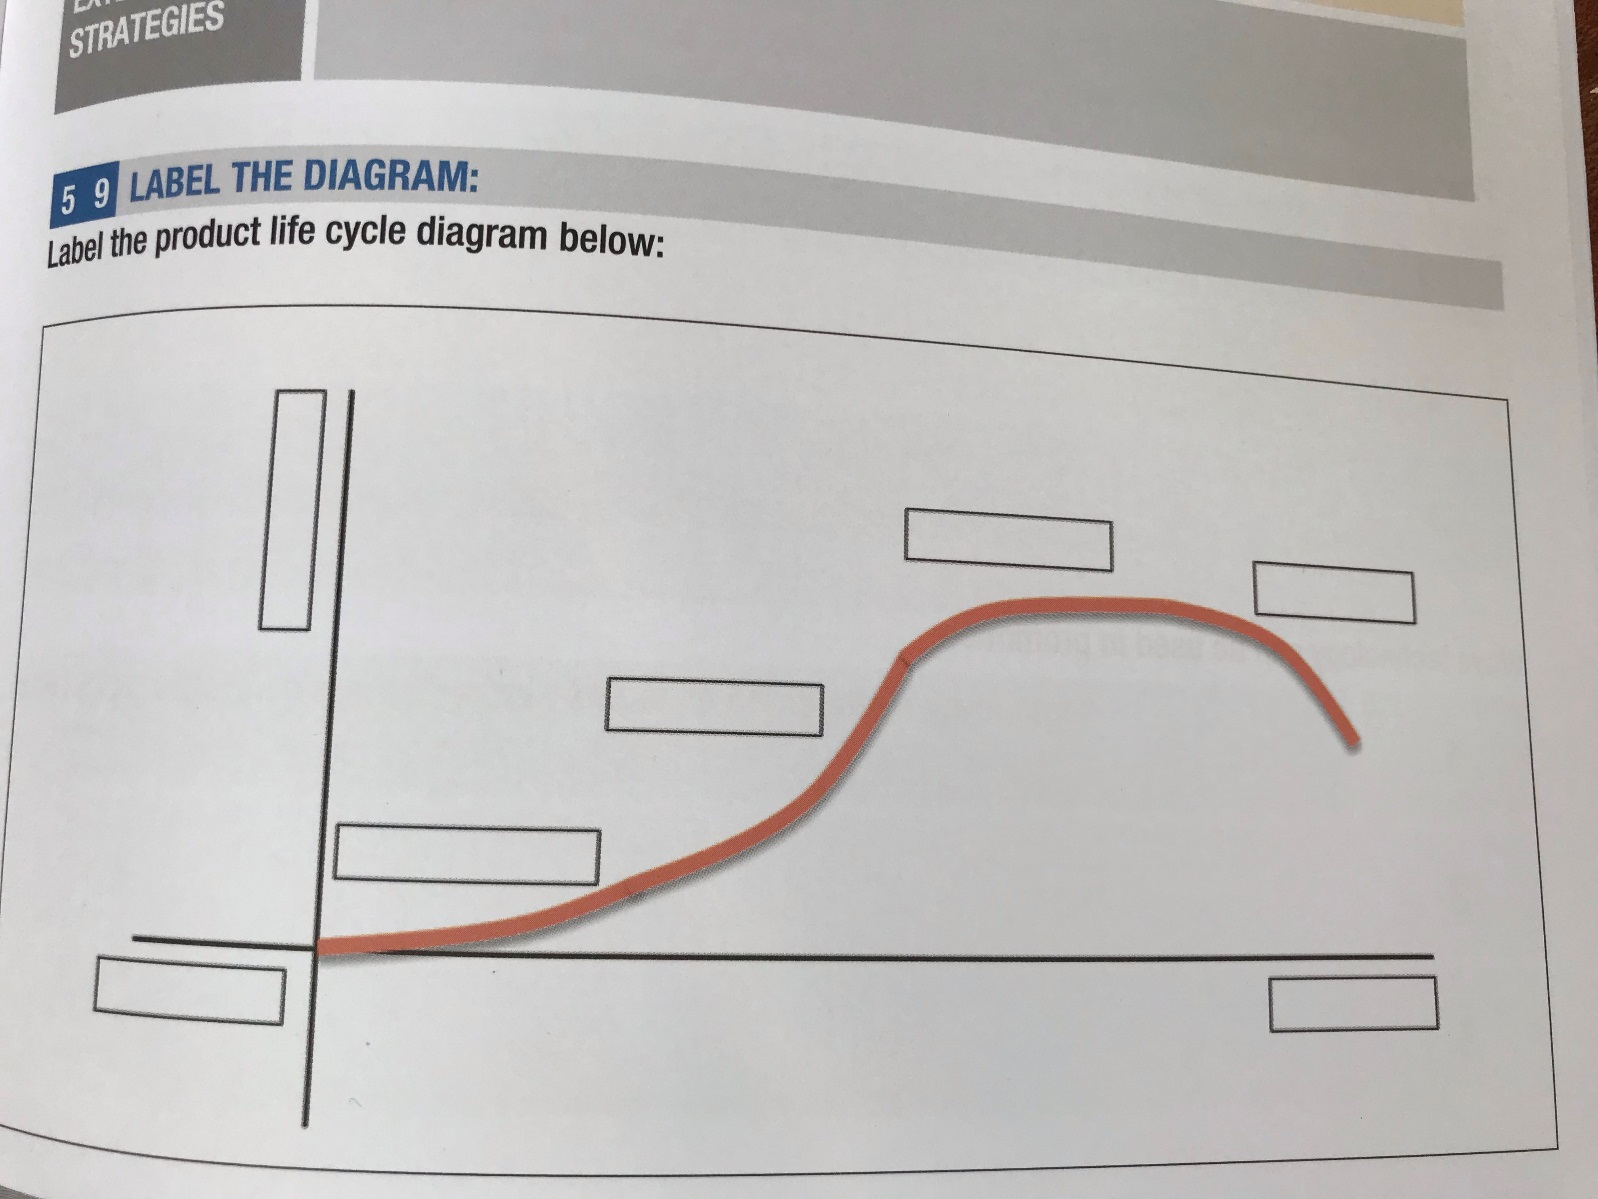 STRATEGIES
5 9 LABEL THE DIAGRAM:
Label the product life cycle diagram below: